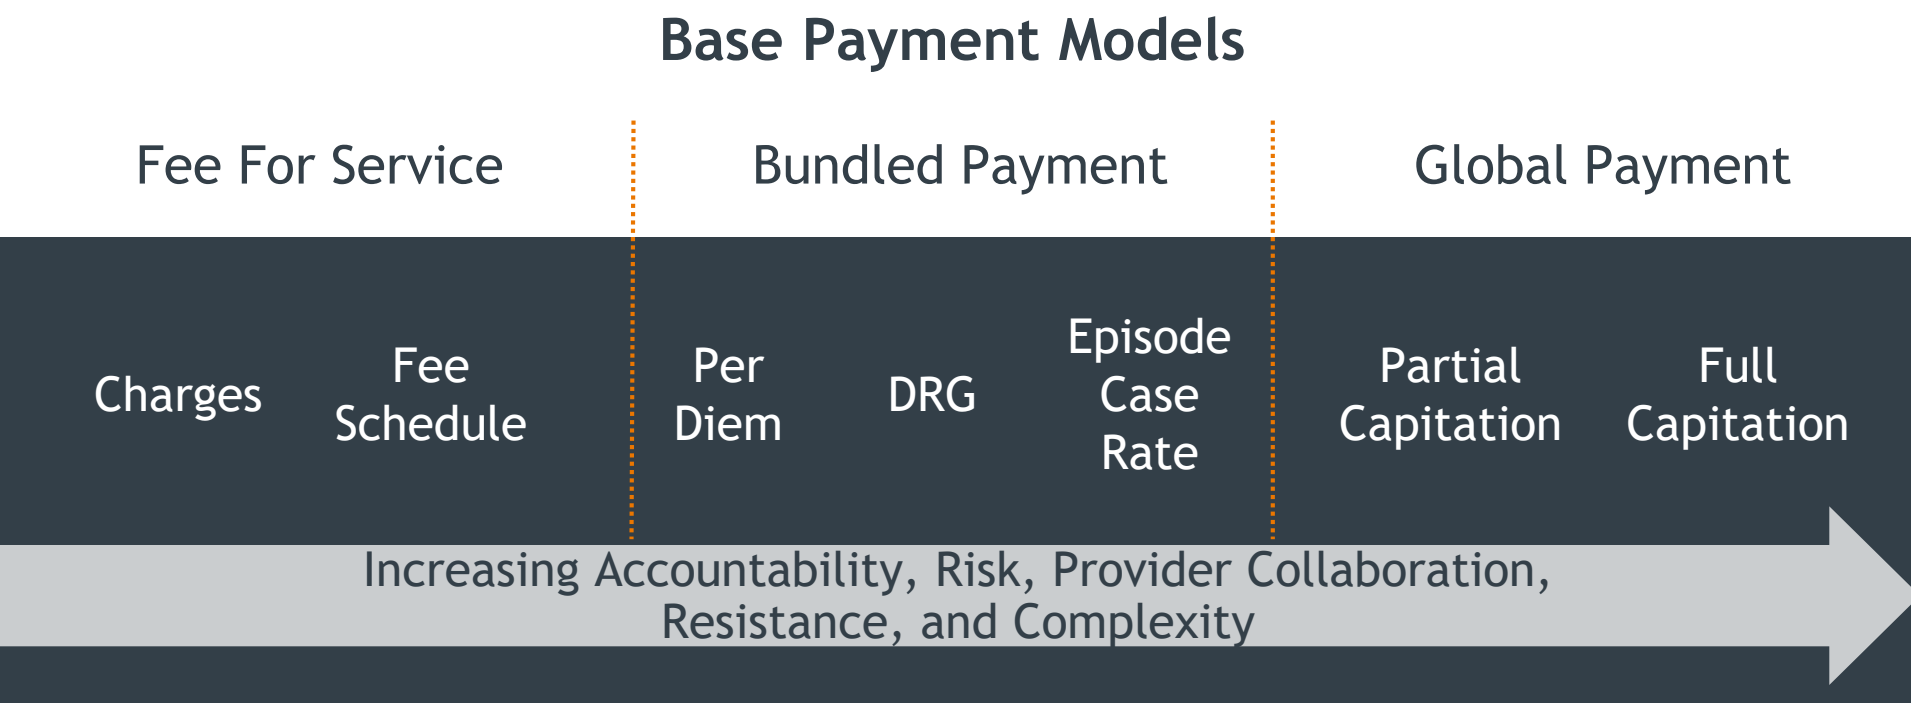 Base Payment Models
Fee For Service
Bundled Payment
Global Payment
Charges
Fee
Schedule
Per
Diem
DRG
Episode
Case
Rate
Partial
Capitation
Full
Capitation
Increasing Accountability, Risk, Provider Collaboration,
Resistance, and Complexity